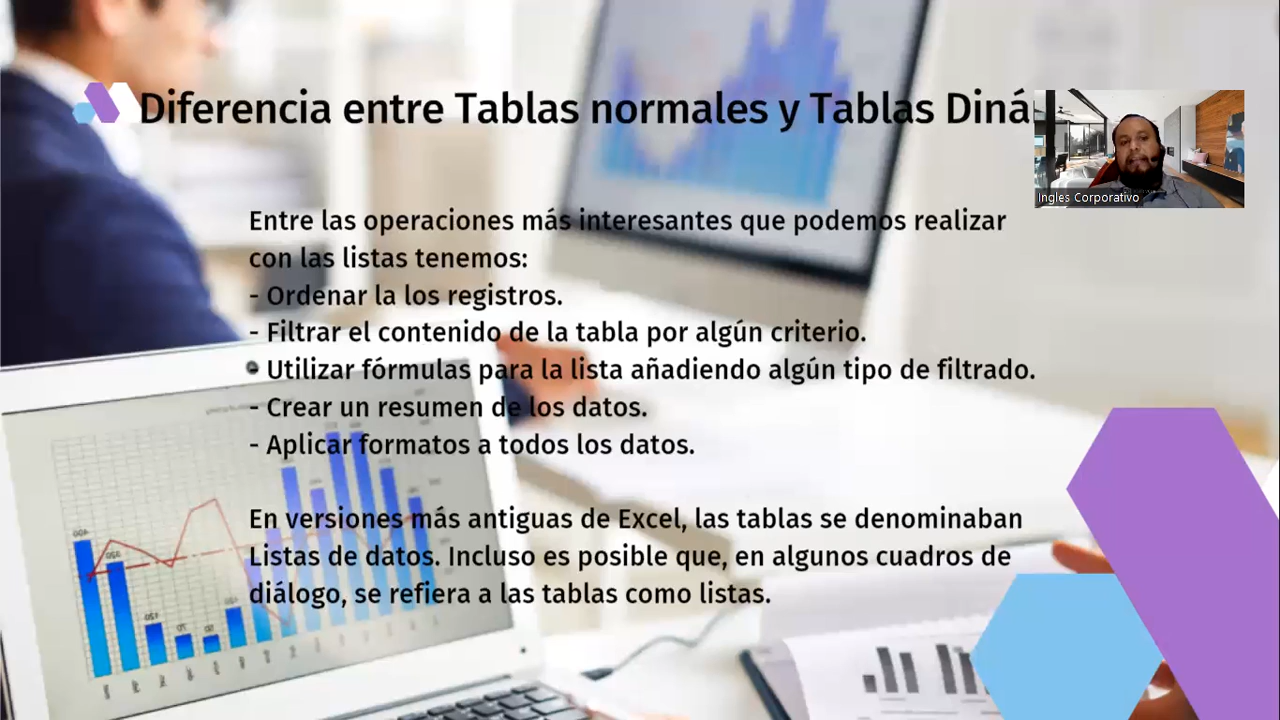 Diferencia entre Tablas normales y Tablas Diná
Ingles Corporativo
Entre las operaciones más interesantes que podemos realizar
con las listas tenemos:
- Ordenar la los registros.
- Filtrar el contenido de la tabla por algún criterio.
- Utilizar fórmulas para la lista añadiendo algún tipo de filtrado.
- Crear un resumen de los datos.
- Aplicar formatos a todos los datos.
En versiones más antiguas de Excel, las tablas se denominaban
Listas de datos. Incluso es posible que, en algunos cuadros de
diálogo, se refiera a las tablas como listas.